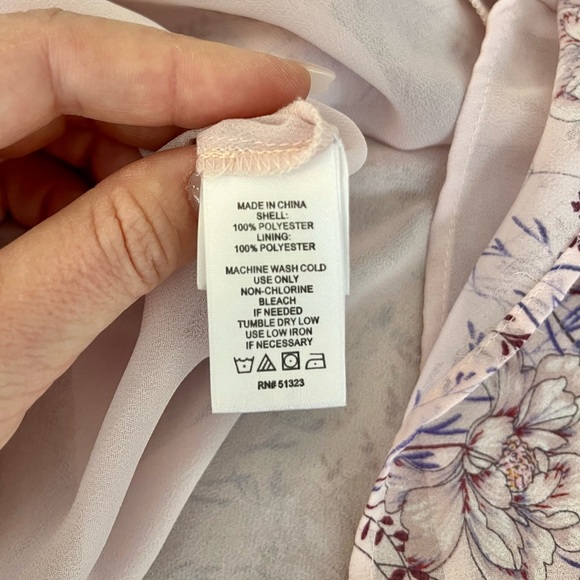 MADE IN CHINA
SHELL:
100% POLYESTER
LINING:
100% POLYESTER
MACHINE WASH COLD
USE ONLY
NON-CHLORINE
BLEACH
IF NEEDED
TUMBLE DRY LOW
USE LOW IRON
IF NECESSARY
RN# 51323